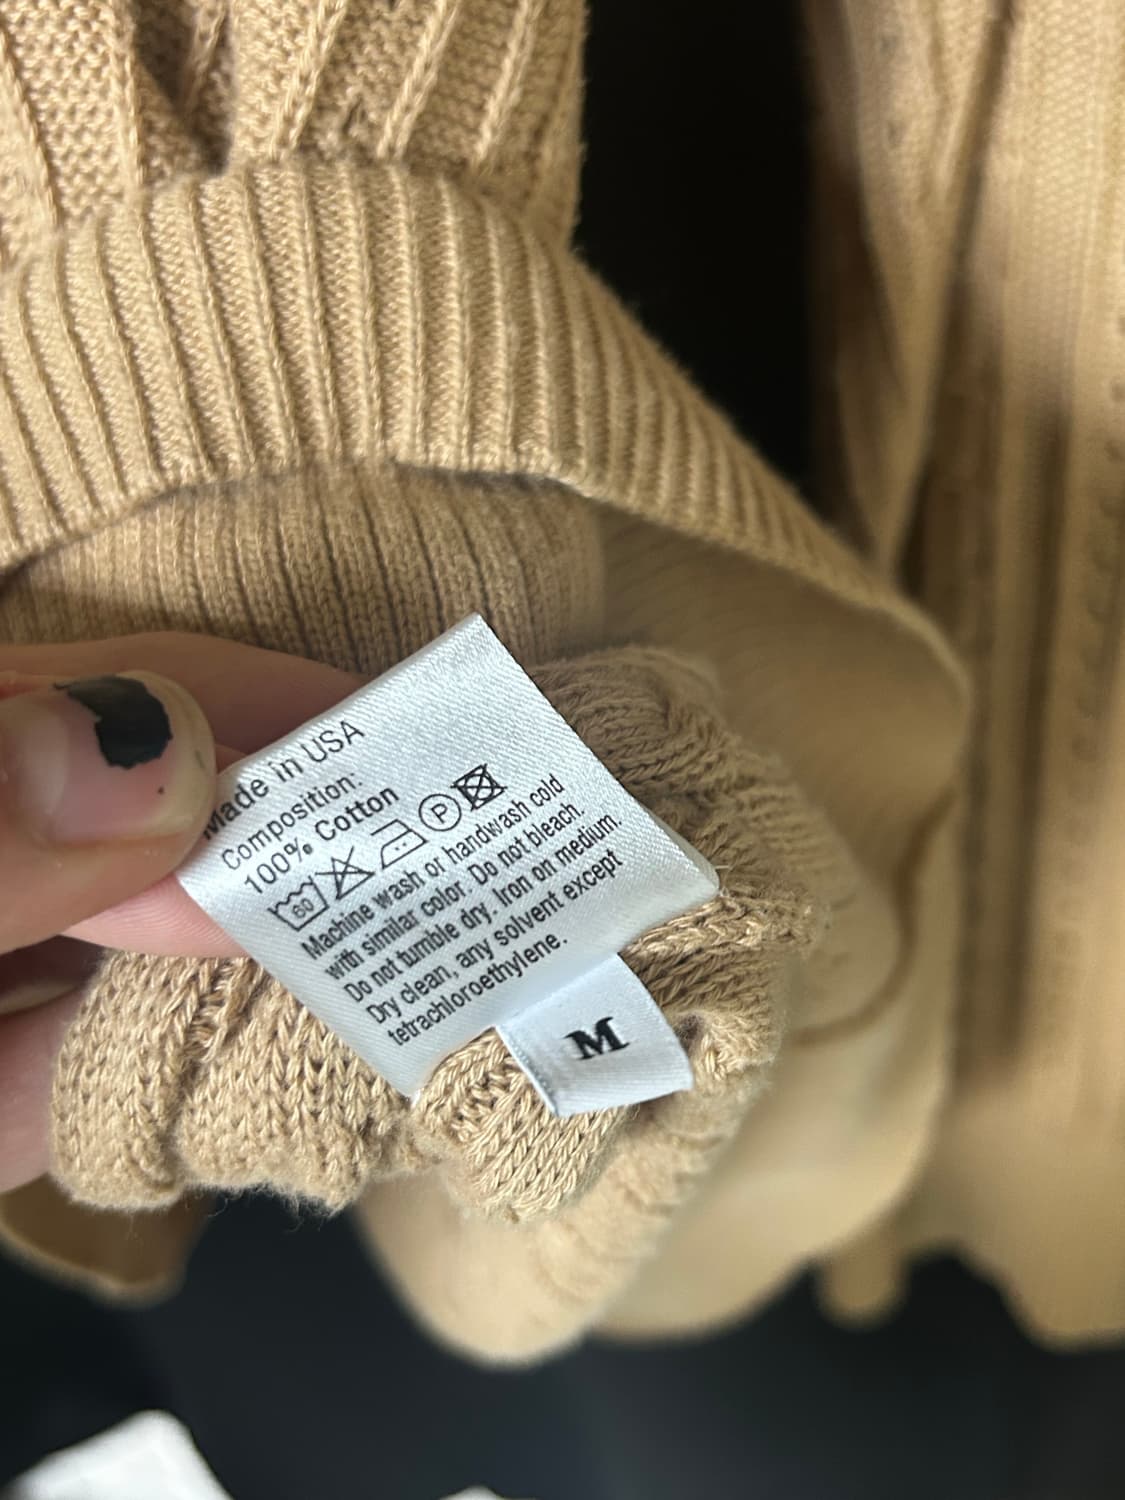 Made in USA
Composition:
100% Cotton
60 P
Machine wash or handwash cold
with similar color. Do not bleach.
Do not tumble dry. Iron on medium.
Dry clean, any solvent except
tetrachloroethylene.
M